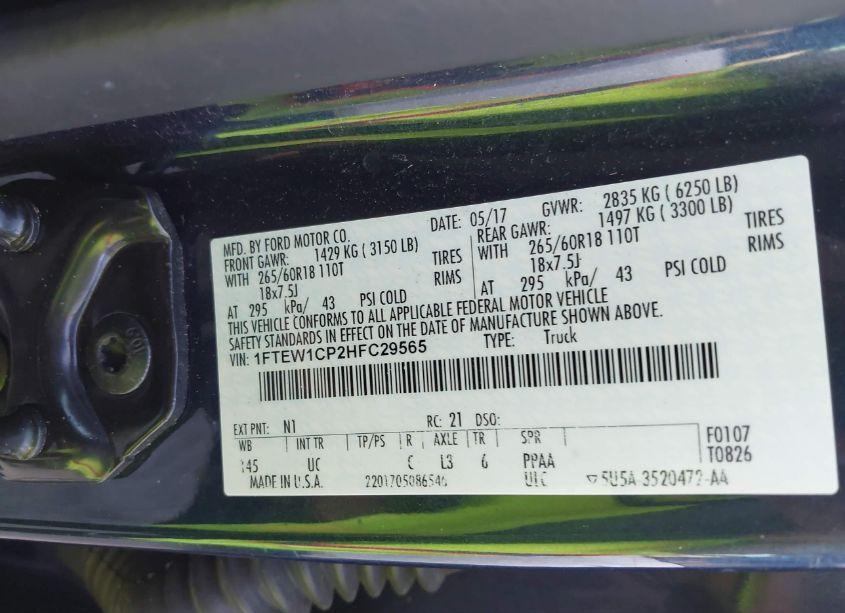 MFD. BY FORD MOTOR CO. DATE: 05/17 GVWR: 2835 KG ( 6250 LB)
FRONT GAWR: 1429 KG ( 3150 LB) REAR GAWR: 1497 KG ( 3300 LB)
WITH 265/60R18 110T TIRES WITH 265/60R18 110T TIRES
18x7.5J RIMS 18x7.5J RIMS
AT 295 kPa/ 43 PSI COLD AT 295 kPa/ 43 PSI COLD
THIS VEHICLE CONFORMS TO ALL APPLICABLE FEDERAL MOTOR VEHICLE
SAFETY STANDARDS IN EFFECT ON THE DATE OF MANUFACTURE SHOWN ABOVE.
VIN: 1FTEW1CP2HFC29565 TYPE: Truck
EXT PNT: N1 RC: 21 DSO:
WB INT TR TP/PS R AXLE TR SPR F0107
145 UC C L3 6 PPAA T0826
MADE IN U.S.A. 2201705086546 5U5A-3520472-AA